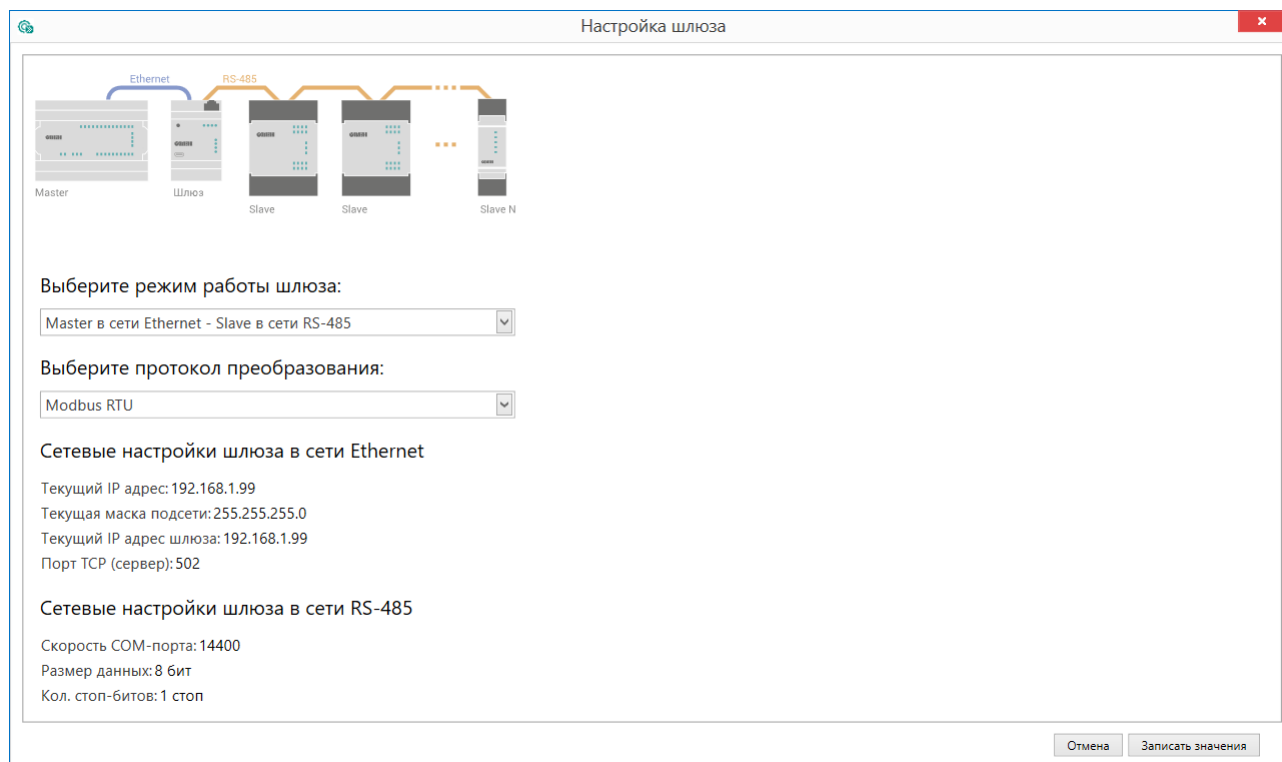 Настройка шлюза
Ethernet RS-485
Master Шлюз Slave Slave Slave N
Выберите режим работы шлюза:
Master в сети Ethernet - Slave в сети RS-485
Выберите протокол преобразования:
Modbus RTU
Сетевые настройки шлюза в сети Ethernet
Текущий IP адрес: 192.168.1.99
Текущая маска подсети: 255.255.255.0
Текущий IP адрес шлюза: 192.168.1.99
Порт TCP (сервер): 502
Сетевые настройки шлюза в сети RS-485
Скорость COM-порта: 14400
Размер данных: 8 бит
Кол. стоп-битов: 1 стоп
Отмена Записать значения